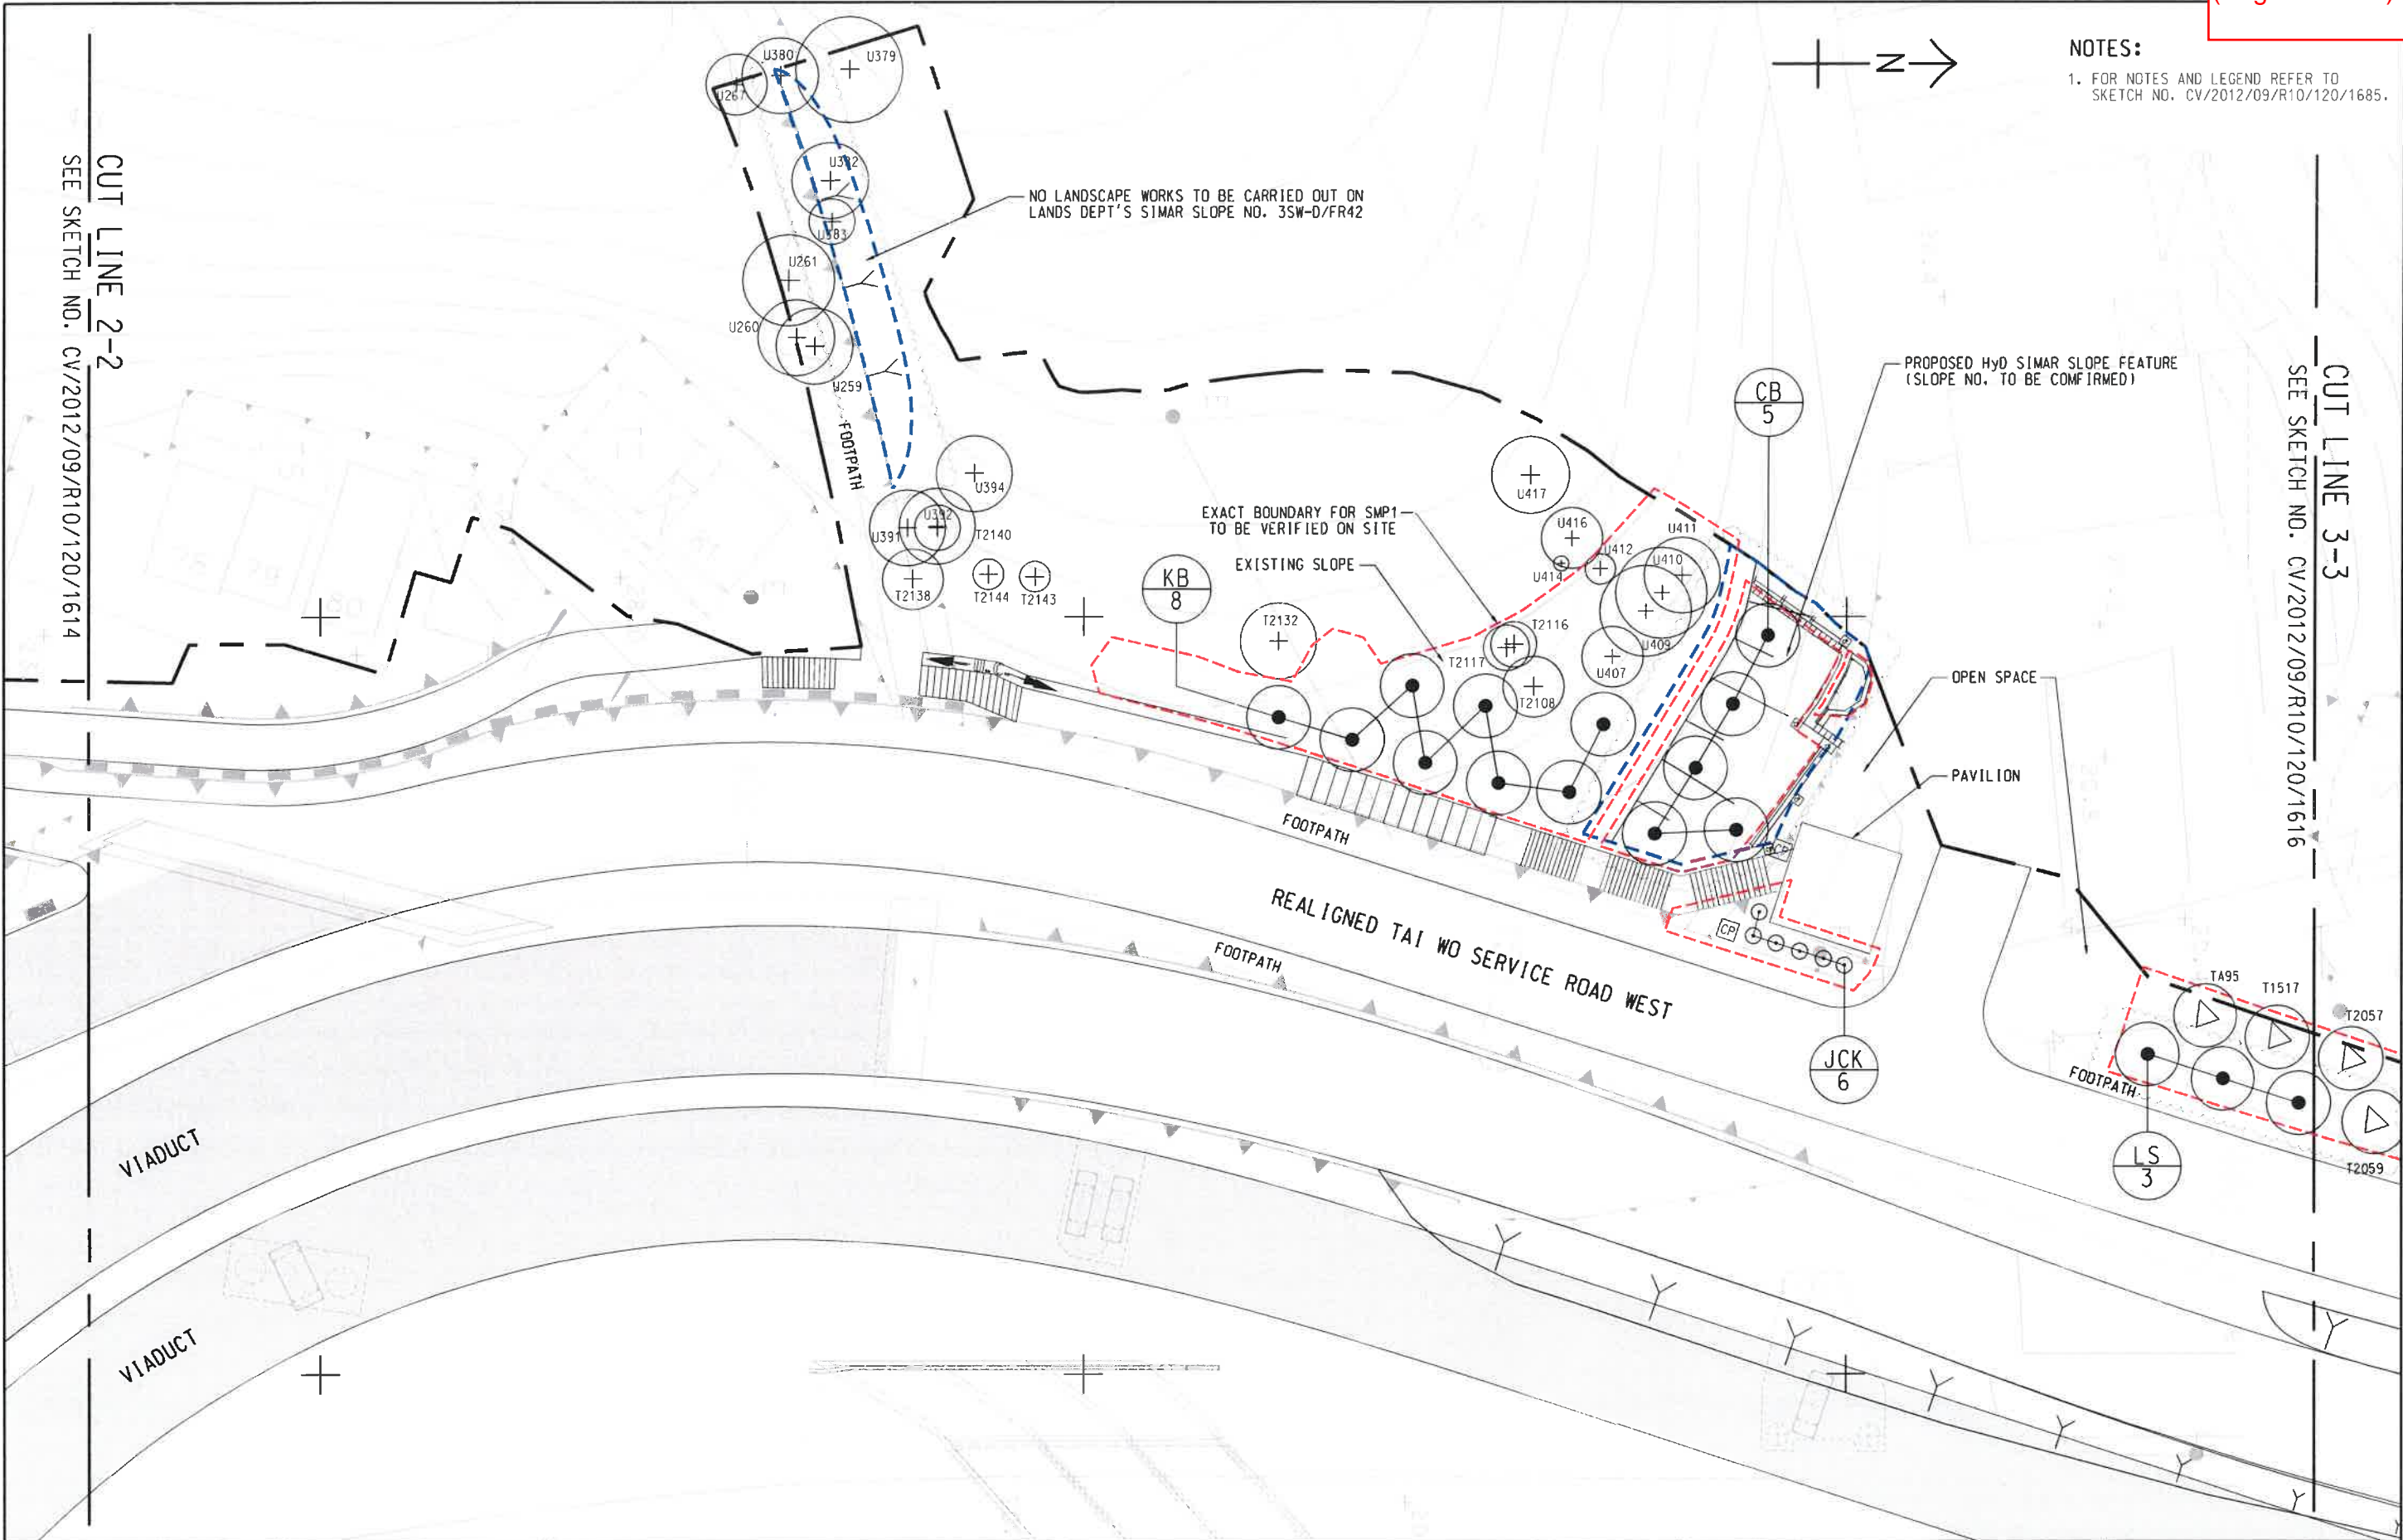 N
NOTES:
1. FOR NOTES AND LEGEND REFER TO
SKETCH NO. CV/2012/09/R10/120/1685.
CUT LINE 2-2
SEE SKETCH NO. CV/2012/09/R10/120/1614
U380
U379
U267
U383
U261
U260
U259
FOOTPATH
NO LANDSCAPE WORKS TO BE CARRIED OUT ON
LANDS DEPT'S SIMAR SLOPE NO. 3SW-D/FR42
PROPOSED HyD SIMAR SLOPE FEATURE
(SLOPE NO. TO BE COMFIRMED)
CUT LINE 3-3
SEE SKETCH NO. CV/2012/09/R10/120/1616
CB
5
U394
U392
U391
T2140
T2138
T2144
T2143
U417
EXACT BOUNDARY FOR SMP1
TO BE VERIFIED ON SITE
EXISTING SLOPE
U416
U411
U412
U410
U414
KB
8
T2132
T2116
T2117
U409
U407
T2108
OPEN SPACE
PAVILION
FOOTPATH
CP
CP
REALIGNED TAI WO SERVICE ROAD WEST
FOOTPATH
JCK
6
TA95
T1517
T2057
FOOTPATH
LS
3
T2059
VIADUCT
VIADUCT